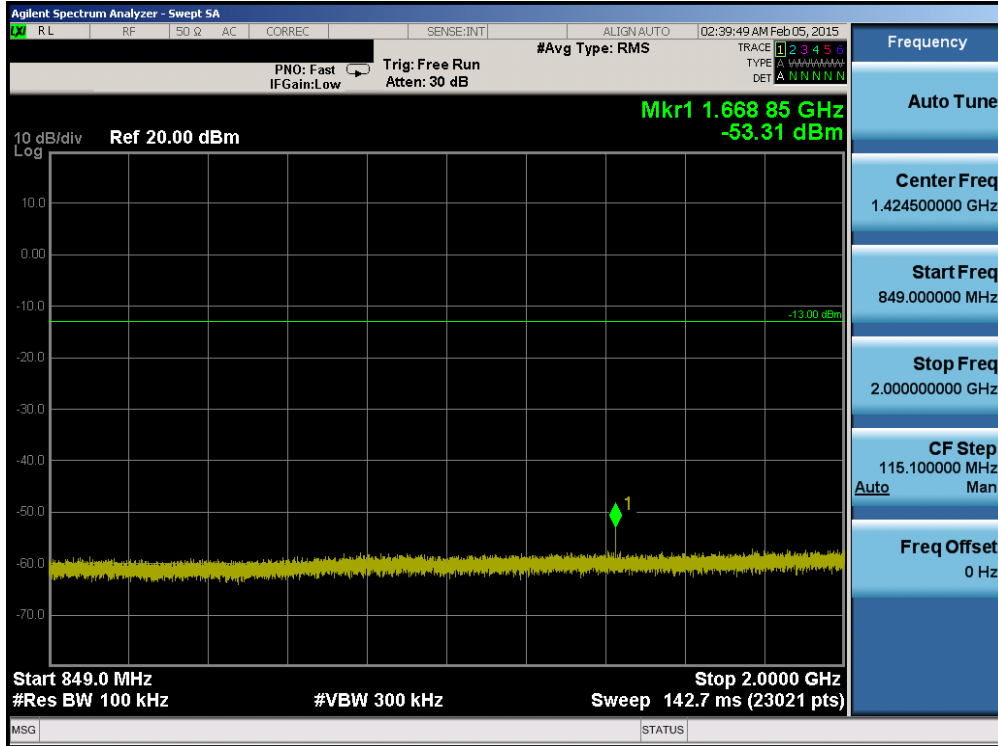 Agilent Spectrum Analyzer - Swept SA
LXI RL RF 50 Ω AC CORREC SENSE:INT ALIGNAUTO 02:39:49 AM Feb 05, 2015
#Avg Type: RMS
TRACE 1 2 3 4 5 6
PNO: Fast Trig: Free Run
TYPE A WWWWW
IFGain:Low Atten: 30 dB
DET A N N N N N
Mkr1 1.668 85 GHz
-53.31 dBm
10 dB/div Ref 20.00 dBm
Log
10.0
0.00
-10.0
-13.00 dBm
-20.0
-30.0
-40.0
-50.0
1
-60.0
-70.0
Start 849.0 MHz Stop 2.0000 GHz
#Res BW 100 kHz #VBW 300 kHz Sweep 142.7 ms (23021 pts)
MSG STATUS
Frequency
Auto Tune
Center Freq
1.424500000 GHz
Start Freq
849.000000 MHz
Stop Freq
2.000000000 GHz
CF Step
115.100000 MHz
Auto Man
Freq Offset
0 Hz